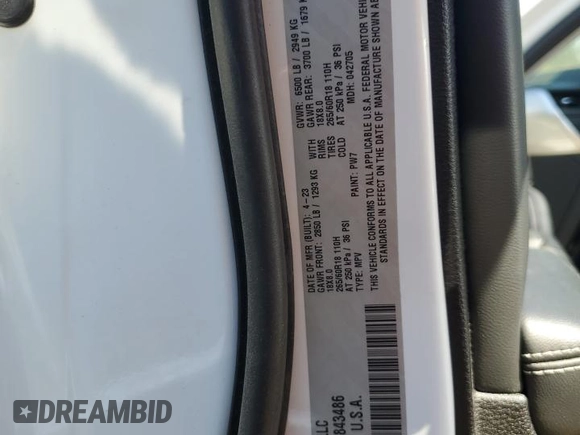 DATE OF MFR (BUILT): 4-23 GVWR: 6500 LB / 2949 KG
GAWR FRONT: 2850 LB / 1293 KG WITH GAWR REAR: 3700 LB / 1679 K
18X8.0 RIMS 18X8.0
265/60R18 110H TIRES 265/60R18 110H
AT 250 kPa / 36 PSI COLD AT 250 kPa / 36 PSI
TYPE: MPV PAINT: PW7 MDH: 042705
THIS VEHICLE CONFORMS TO ALL APPLICABLE U.S.A. FEDERAL MOTOR VEHIC
STANDARDS IN EFFECT ON THE DATE OF MANUFACTURE SHOWN AB
LLC
843486
U.S.A.
AUTOHELPERBOT